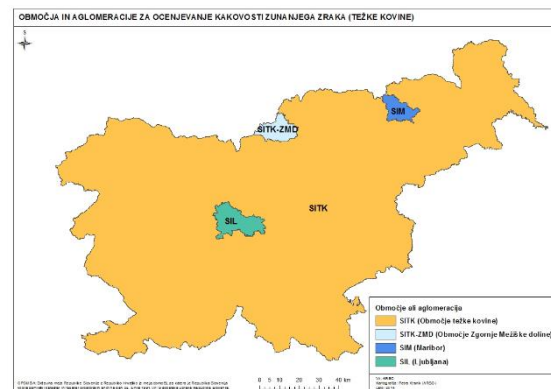 OBMOČJA IN AGLOMERACIJE ZA OCENJEVANJE KAKOVOSTI ZUNANJEGA ZRAKA (TEŽKE KOVINE)
S
SIM
SITK-ZMD
SITK
SIL
Območje ali aglomeracija
SITK (Območje težke kovine)
SITK-ZMD (Območje Zgornje Mežiške doline)
SIM (Maribor)
SIL (Ljubljana)
0 5 10 20 30 40 km